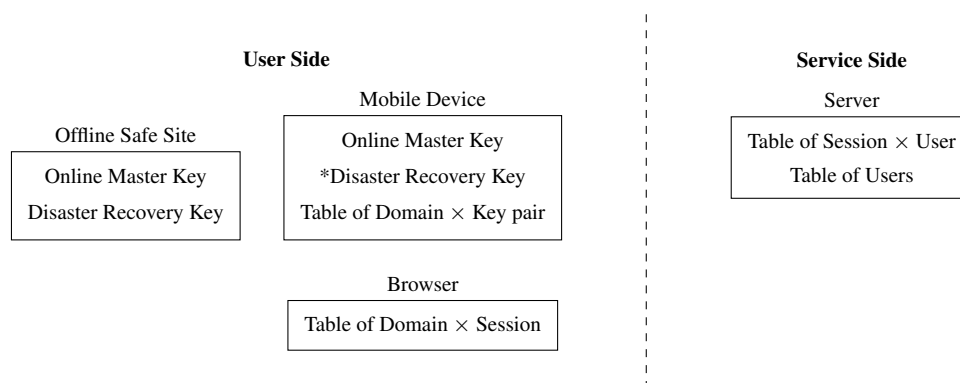 User Side
Service Side
Mobile Device
Server
Offline Safe Site
Online Master Key
*Disaster Recovery Key
Table of Domain × Key pair
Table of Session × User
Table of Users
Online Master Key
Disaster Recovery Key
Browser
Table of Domain × Session